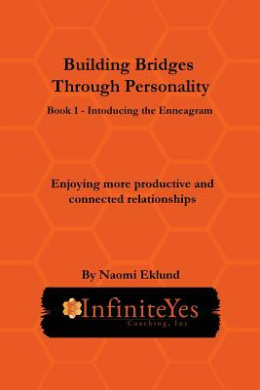 Building Bridges
Through Personality
Book 1 - Intoducing the Enneagram
Enjoying more productive and
connected relationships
By Naomi Eklund
InfiniteYes
Coaching, Inc